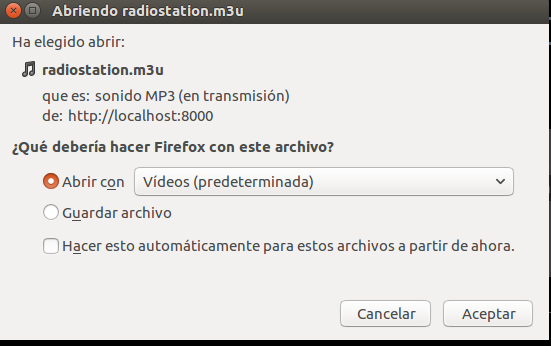 Abriendo radiostation.m3u
Ha elegido abrir:
radiostation.m3u
que es: sonido MP3 (en transmisión)
de: http://localhost:8000
¿Qué debería hacer Firefox con este archivo?
Abrir con Vídeos (predeterminada)
Guardar archivo
Hacer esto automáticamente para estos archivos a partir de ahora.
Cancelar Aceptar